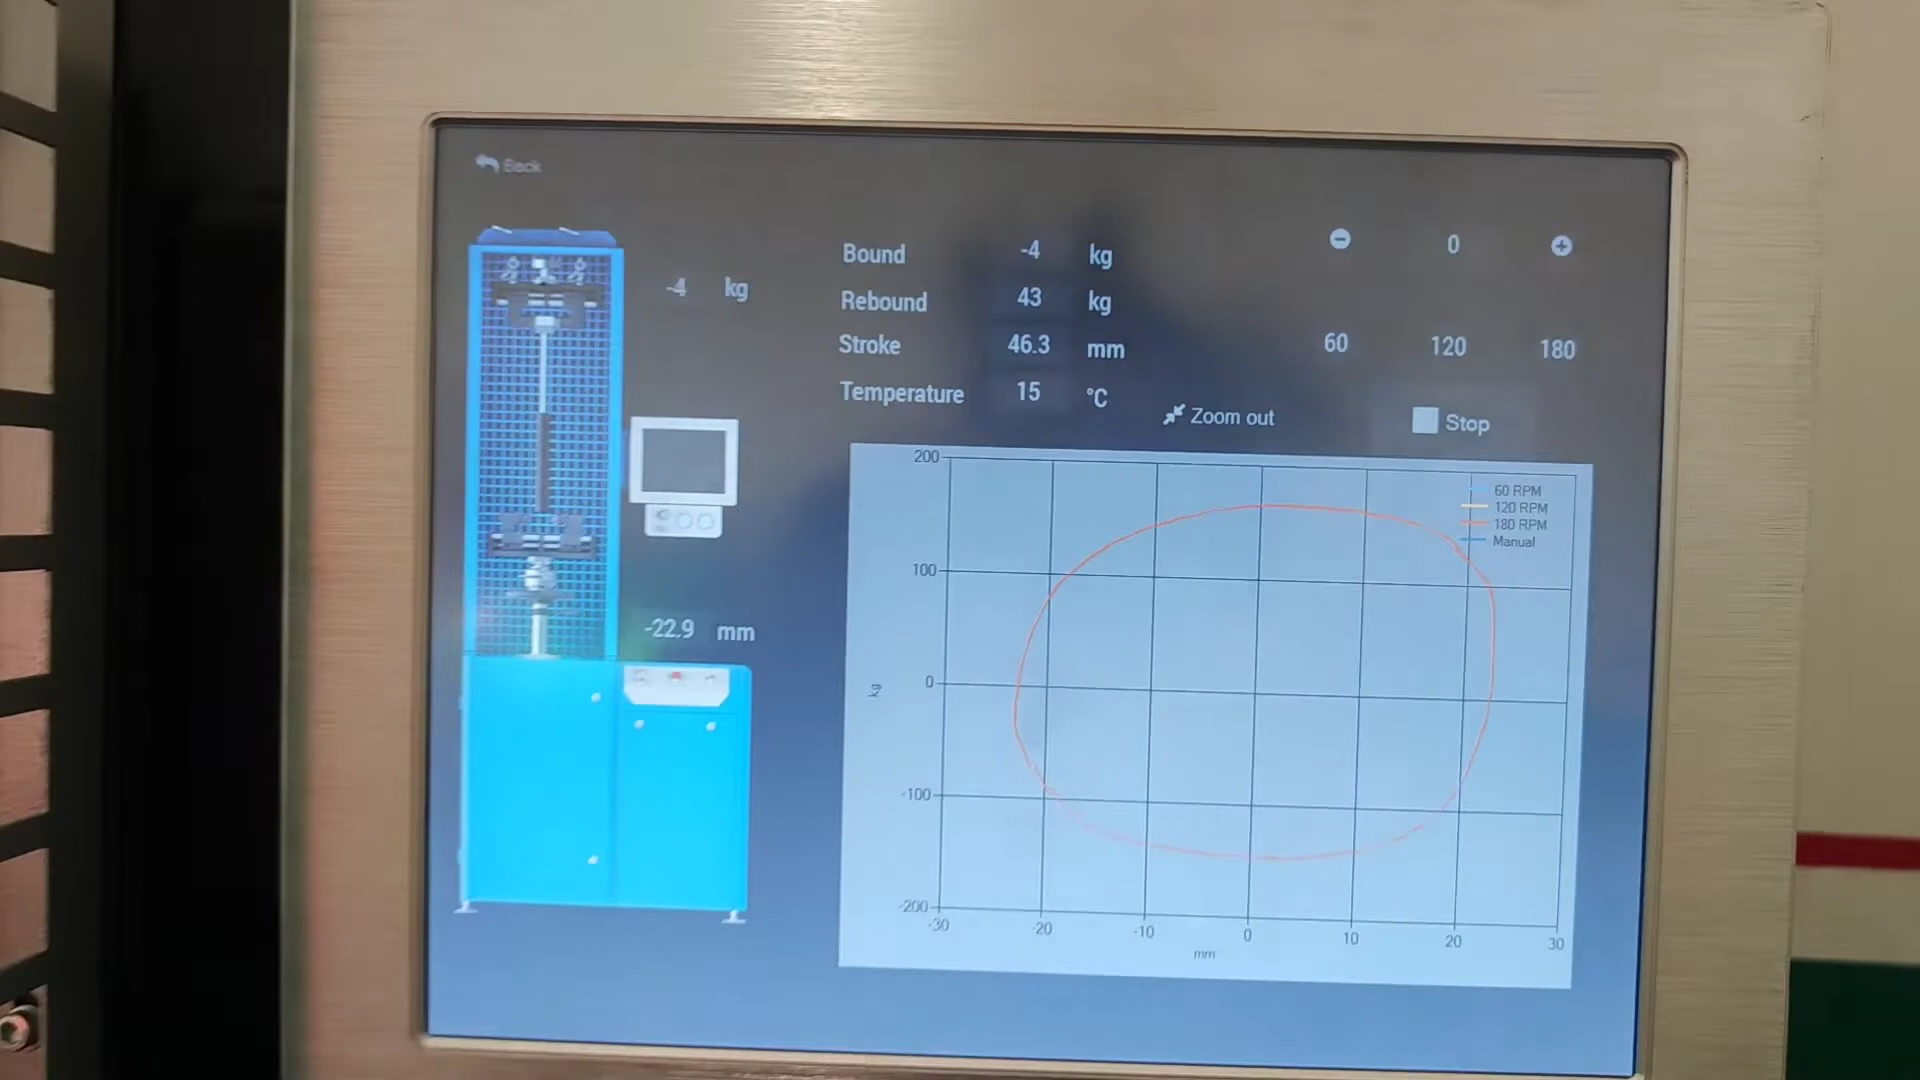 Back
-4 kg
-22.9 mm
Bound -4 kg
Rebound 43 kg
Stroke 46.3 mm
Temperature 15 °C
0
60 120 180
Zoom out
Stop
60 RPM
120 RPM
180 RPM
Manual
200
100
0
-100
-200
kg
-30 -20 -10 0 10 20 30
mm